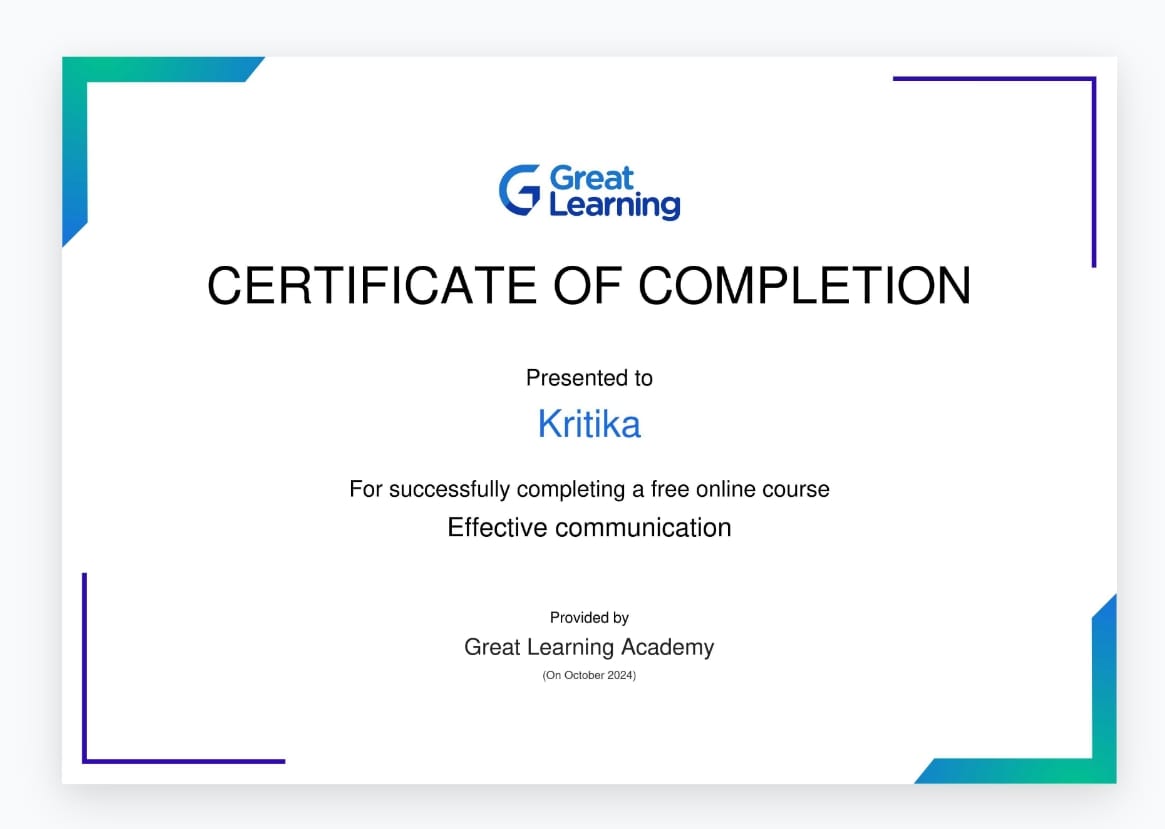 Great
Learning
CERTIFICATE OF COMPLETION
Presented to
Kritika
For successfully completing a free online course
Effective communication
Provided by
Great Learning Academy
(On October 2024)